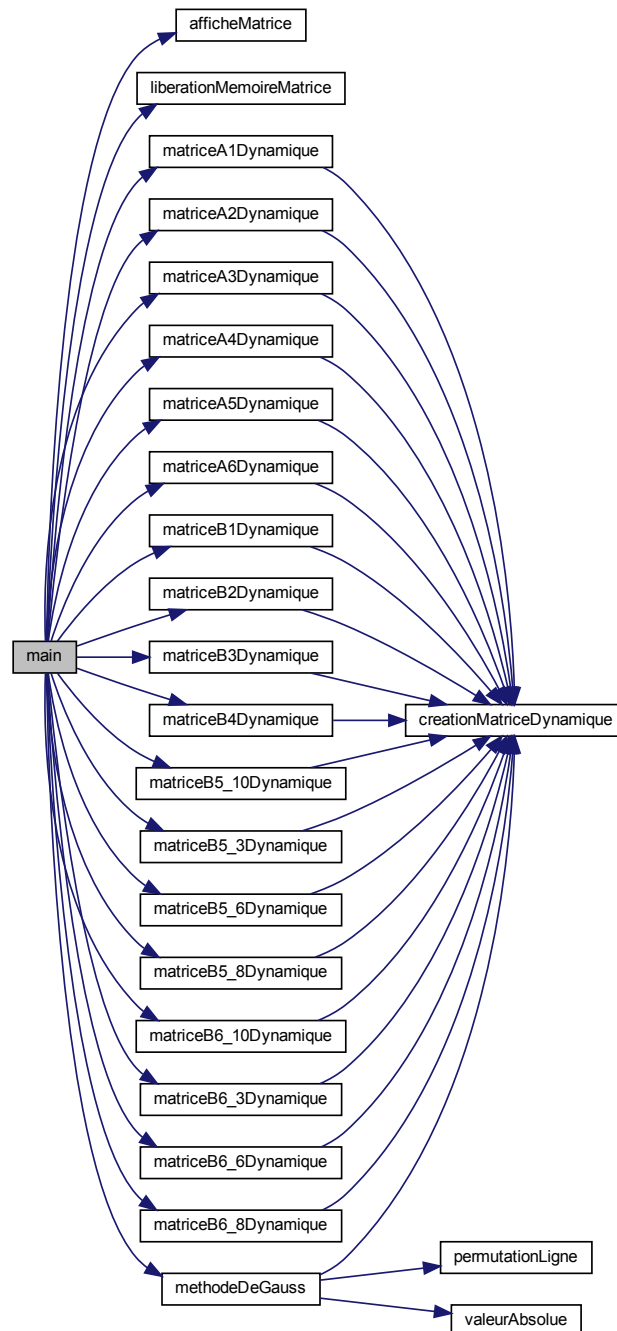 afficheMatrice
liberationMemoireMatrice
matriceA1Dynamique
matriceA2Dynamique
matriceA3Dynamique
matriceA4Dynamique
matriceA5Dynamique
matriceA6Dynamique
matriceB1Dynamique
matriceB2Dynamique
main
matriceB3Dynamique
matriceB4Dynamique
creationMatriceDynamique
matriceB5_10Dynamique
matriceB5_3Dynamique
matriceB5_6Dynamique
matriceB5_8Dynamique
matriceB6_10Dynamique
matriceB6_3Dynamique
matriceB6_6Dynamique
matriceB6_8Dynamique
permutationLigne
methodeDeGauss
valeurAbsolue